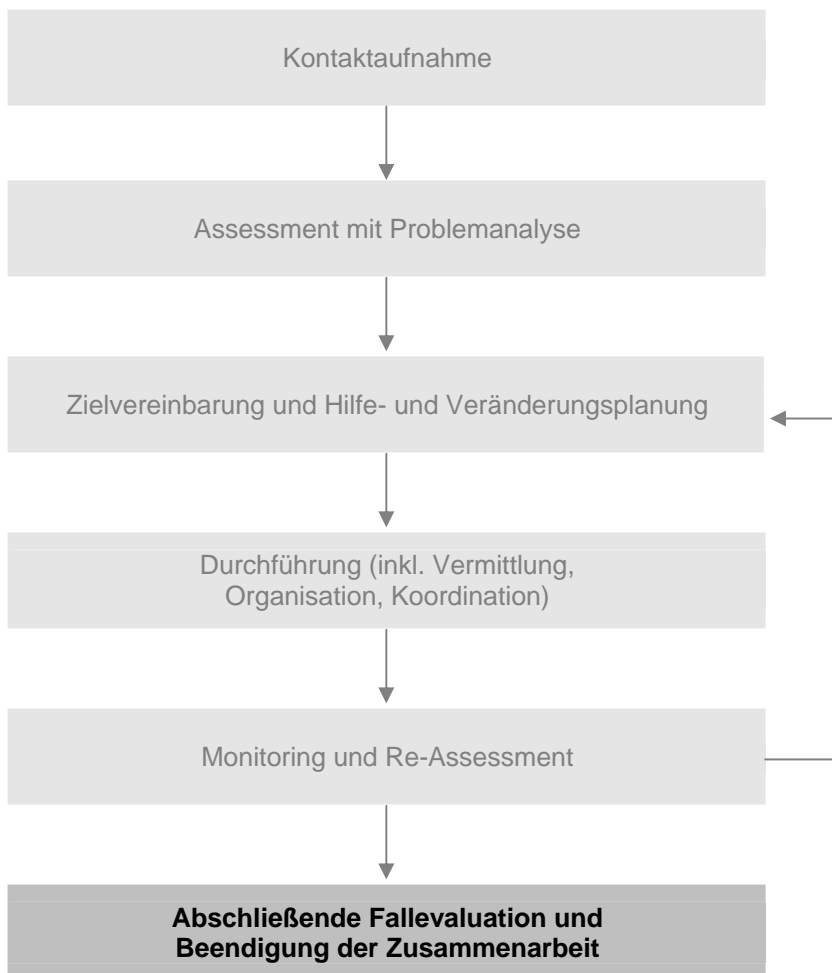 Kontaktaufnahme
Assessment mit Problemanalyse
Zielvereinbarung und Hilfe- und Veränderungsplanung
Durchführung (inkl. Vermittlung,
Organisation, Koordination)
Monitoring und Re-Assessment
Abschließende Fallevaluation und
Beendigung der Zusammenarbeit